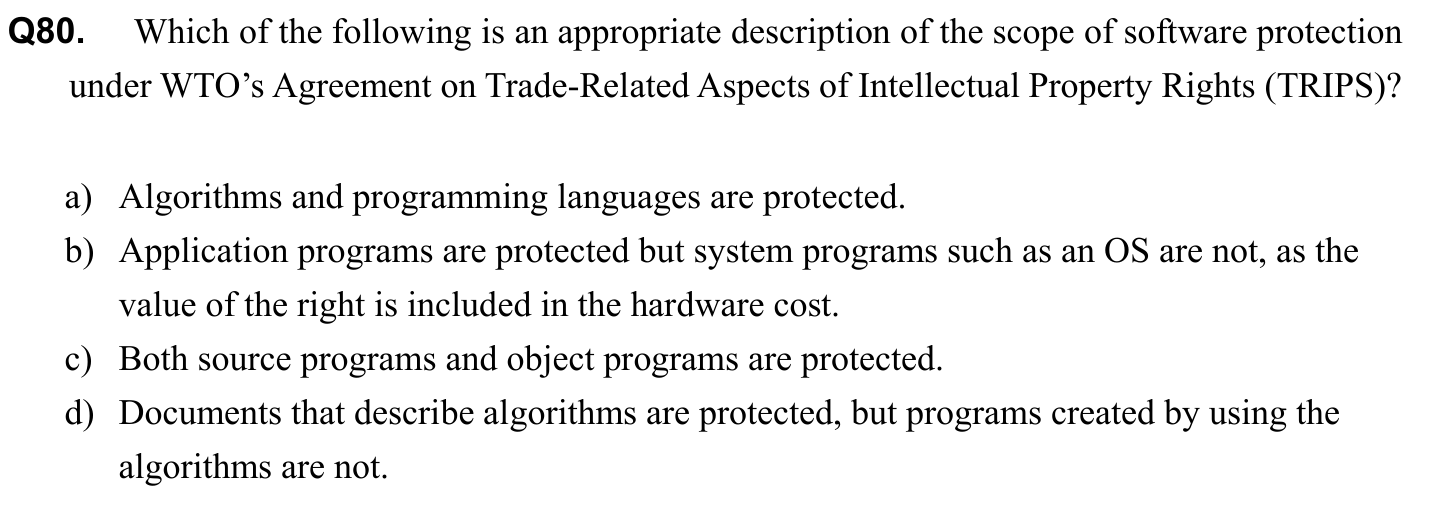 Q80. Which of the following is an appropriate description of the scope of software protection
under WTO’s Agreement on Trade-Related Aspects of Intellectual Property Rights (TRIPS)?
a) Algorithms and programming languages are protected.
b) Application programs are protected but system programs such as an OS are not, as the
value of the right is included in the hardware cost.
c) Both source programs and object programs are protected.
d) Documents that describe algorithms are protected, but programs created by using the
algorithms are not.